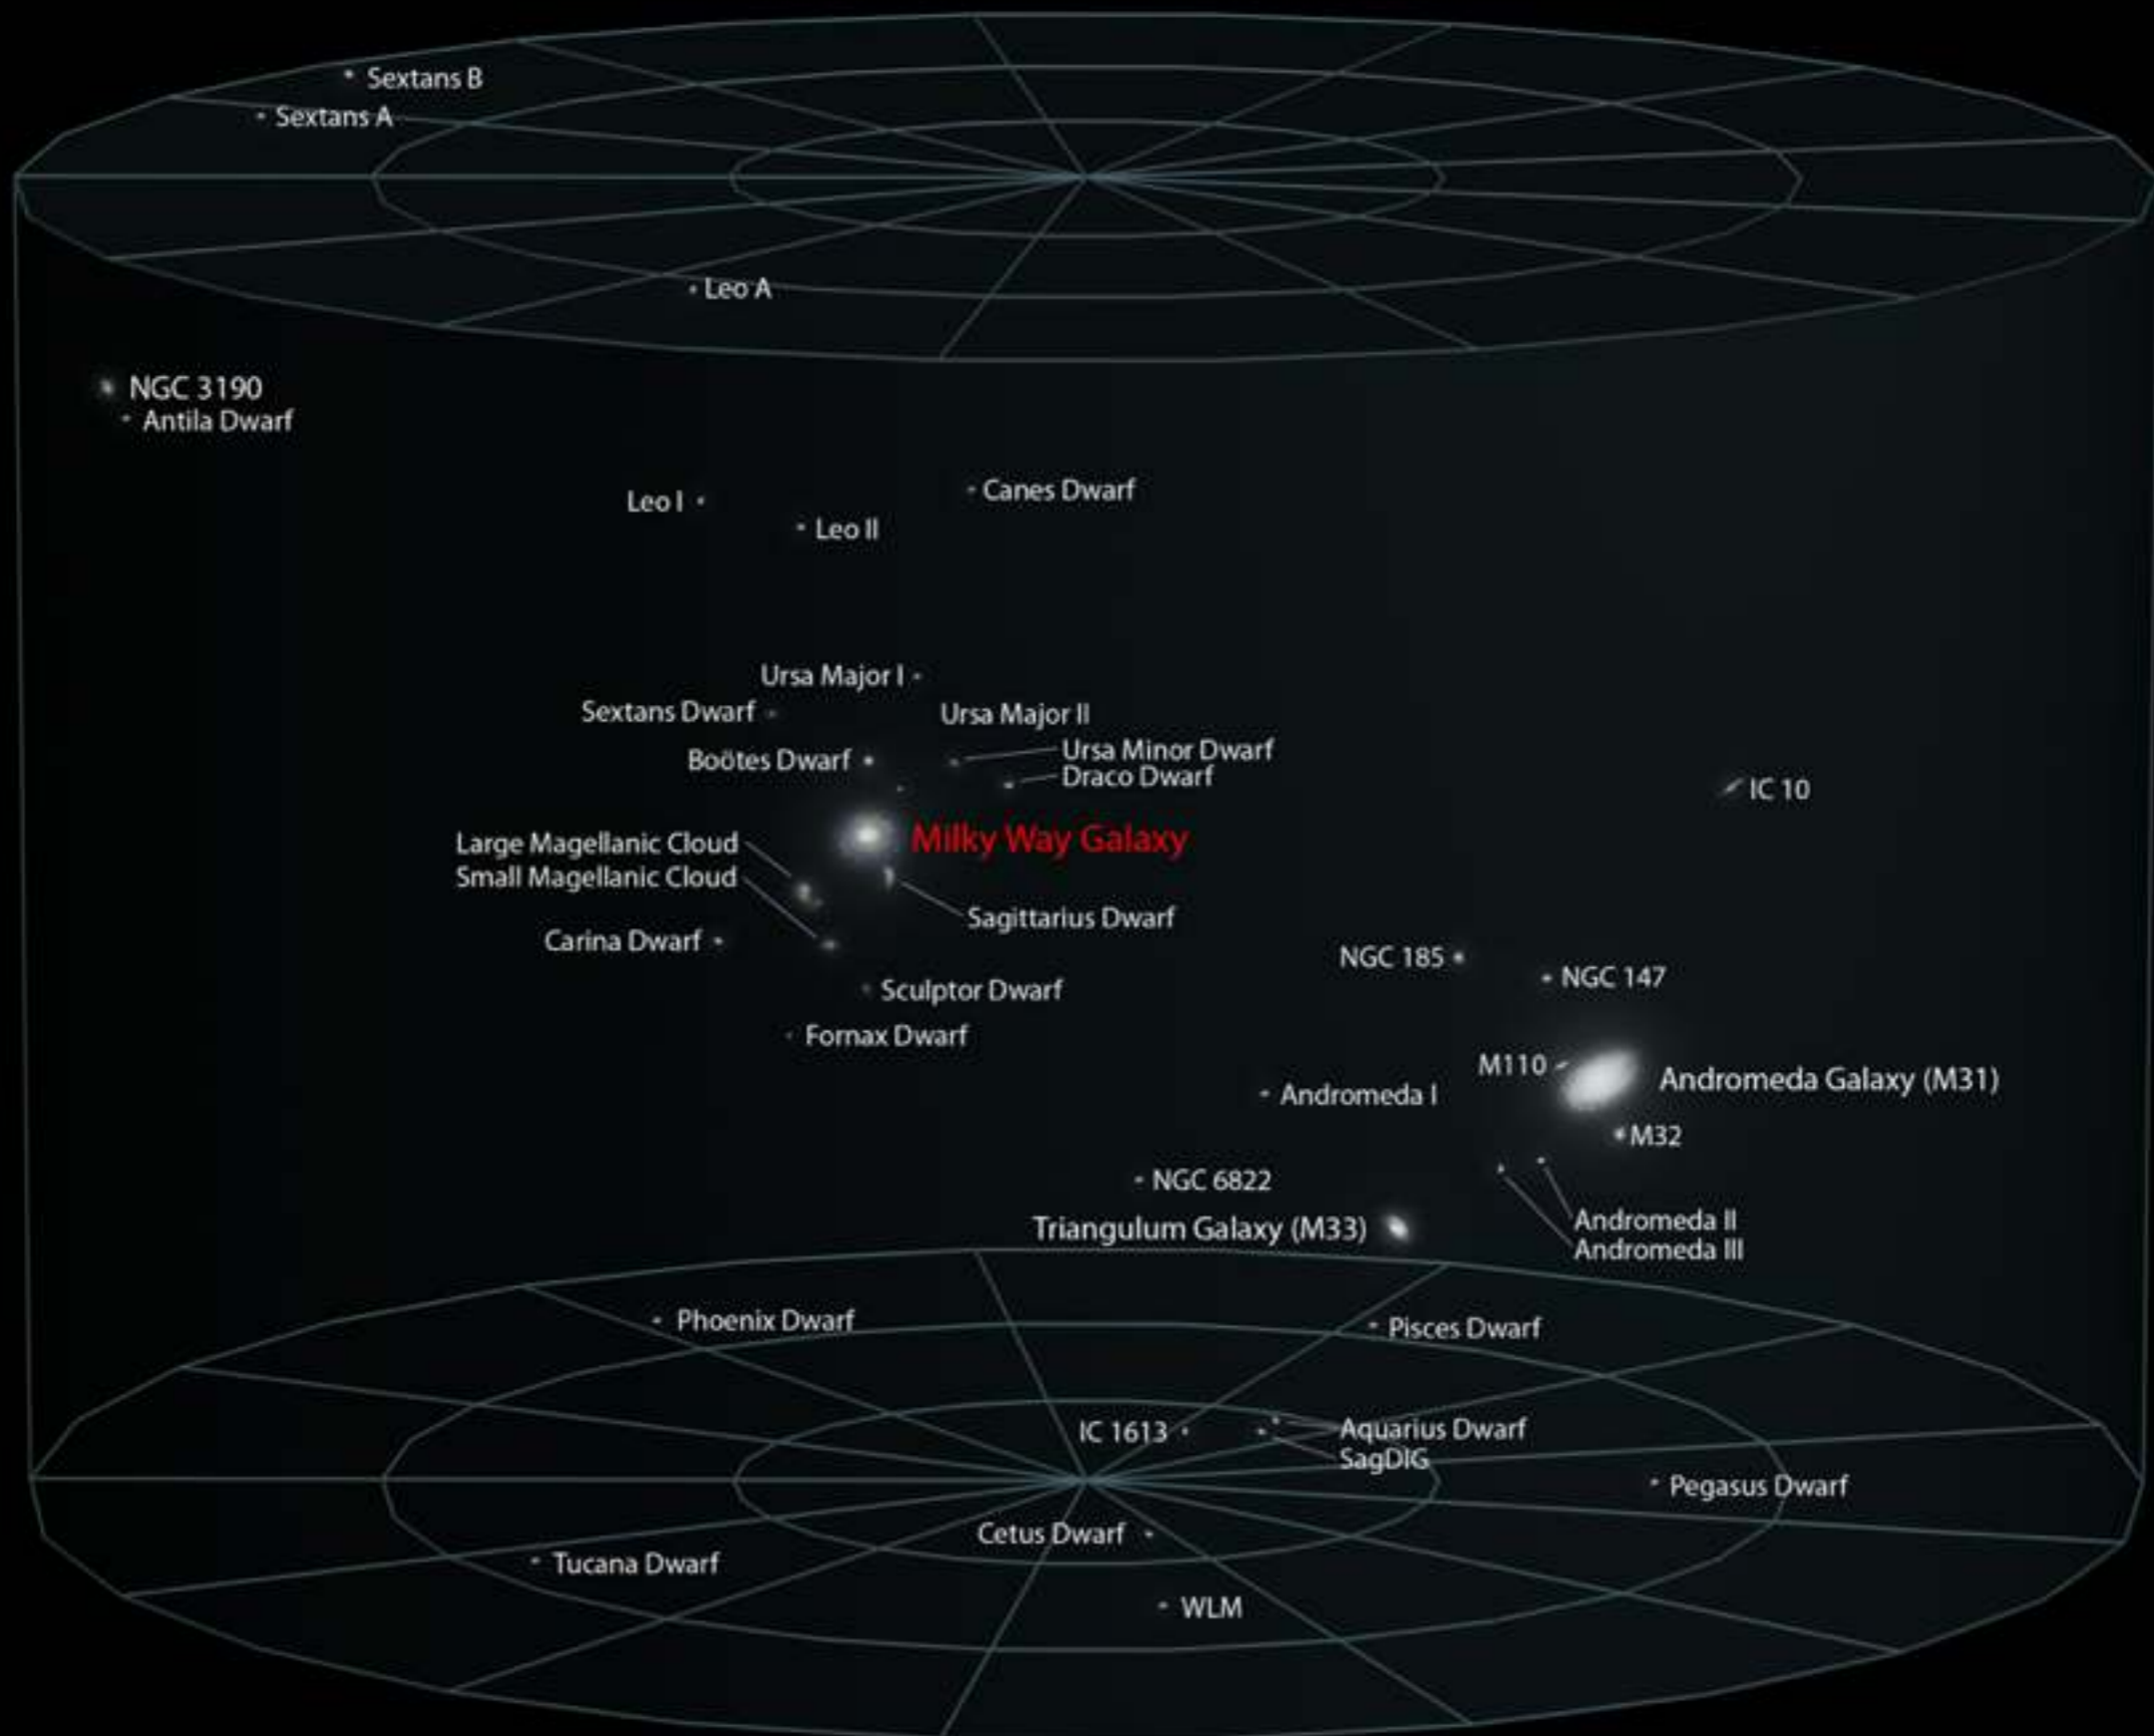 Sextans B
Sextans A
Leo A
NGC 3190
Antila Dwarf
Canes Dwarf
Leo I
Leo II
Ursa Major I
Sextans Dwarf
Ursa Major II
Ursa Minor Dwarf
Boötes Dwarf
Draco Dwarf
IC 10
Milky Way Galaxy
Large Magellanic Cloud
Small Magellanic Cloud
Sagittarius Dwarf
Carina Dwarf
NGC 185
NGC 147
Sculptor Dwarf
Fornax Dwarf
M110
Andromeda Galaxy (M31)
Andromeda I
M32
NGC 6822
Andromeda II
Triangulum Galaxy (M33)
Andromeda III
Phoenix Dwarf
Pisces Dwarf
IC 1613
Aquarius Dwarf
SagDIG
Pegasus Dwarf
Cetus Dwarf
Tucana Dwarf
WLM